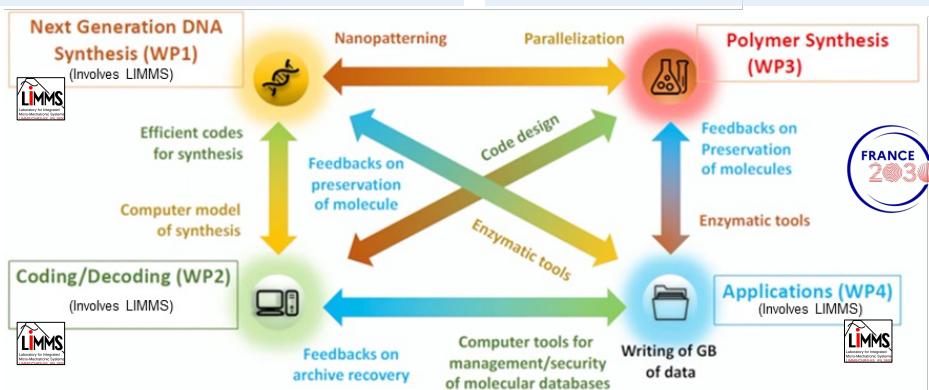 Next Generation DNA
Synthesis (WP1)
(Involves LIMMS)
LIMMS
Nanopatterning
Parallelization
Polymer Synthesis
(WP3)
Efficient codes
for synthesis
Feedbacks on
preservation
of molecule
Code design
Feedbacks on
Preservation
of molecules
FRANCE
2030
Computer model
of synthesis
Enzymatic tools
Enzymatic tools
Coding/Decoding (WP2)
(Involves LIMMS)
LIMMS
Applications (WP4)
(Involves LIMMS)
LIMMS
Feedbacks on
archive recovery
Computer tools for
management/security
of molecular databases
Writing of GB
of data